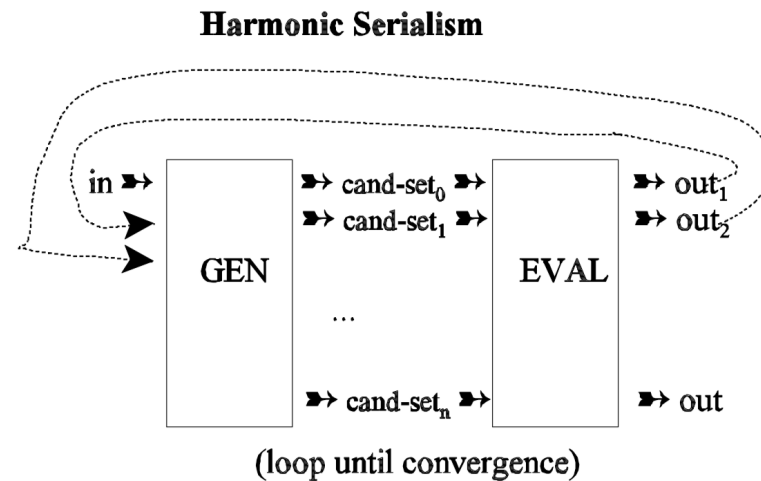 Harmonic Serialism
in ➳ cand-set₀ ➳ ➳ out₁
➳ cand-set₁ ➳ ➳ out₂
GEN EVAL
...
➳ cand-setₙ ➳ ➳ out
(loop until convergence)